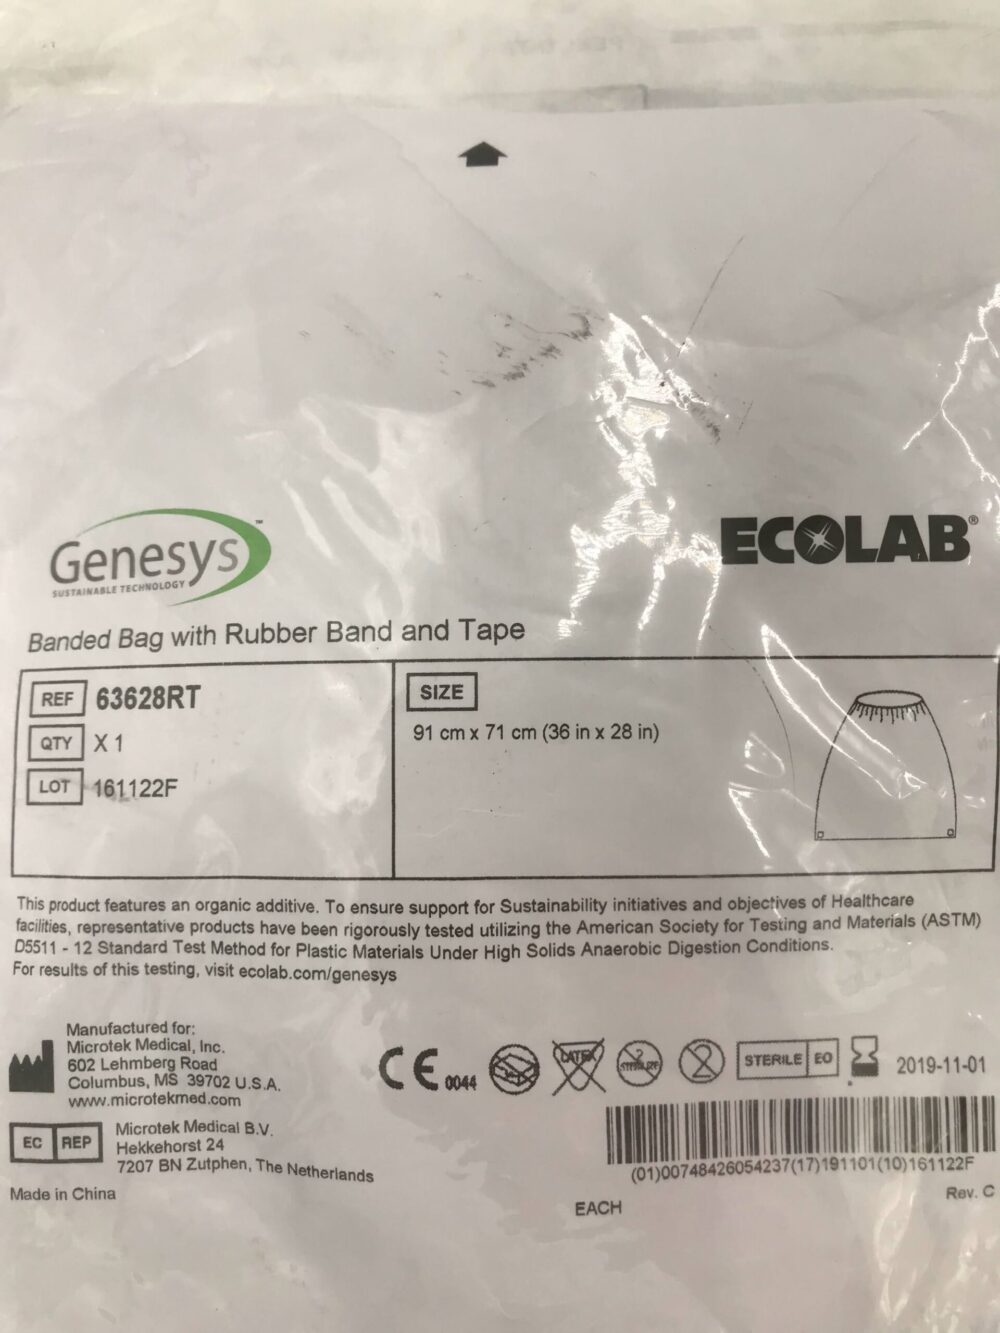 Genesys™
SUSTAINABLE TECHNOLOGY
ECOLAB®
Banded Bag with Rubber Band and Tape
REF 63628RT
QTY X 1
LOT 161122F
SIZE
91 cm x 71 cm (36 in x 28 in)
This product features an organic additive. To ensure support for Sustainability initiatives and objectives of Healthcare
facilities, representative products have been rigorously tested utilizing the American Society for Testing and Materials (ASTM)
D5511 - 12 Standard Test Method for Plastic Materials Under High Solids Anaerobic Digestion Conditions.
For results of this testing, visit ecolab.com/genesys
Manufactured for:
Microtek Medical, Inc.
602 Lehmberg Road
Columbus, MS 39702 U.S.A.
www.microtekmed.com
EC REP
Microtek Medical B.V.
Hekkehorst 24
7207 BN Zutphen, The Netherlands
Made in China
CE 0044
LATEX
2
STERILIZE
2
STERILE EO
2019-11-01
(01)00748426054237(17)191101(10)161122F
EACH
Rev. C